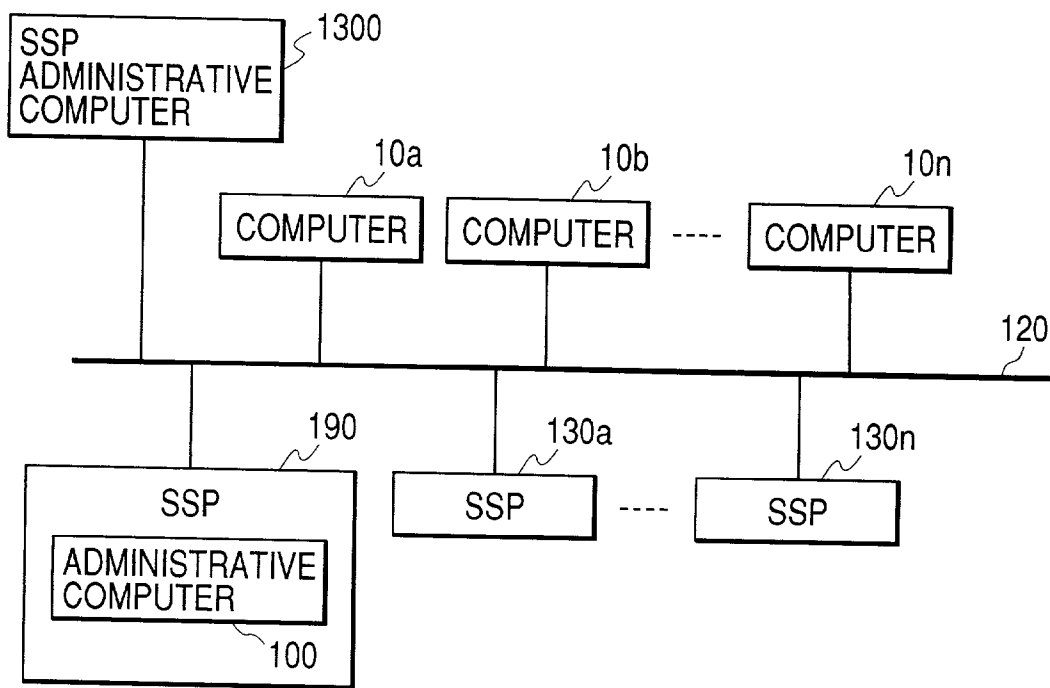 1300
SSP
ADMINISTRATIVE
COMPUTER
10a
10b
10n
COMPUTER
COMPUTER
----
COMPUTER
120
190
130a
130n
SSP
SSP
----
SSP
ADMINISTRATIVE
COMPUTER
100